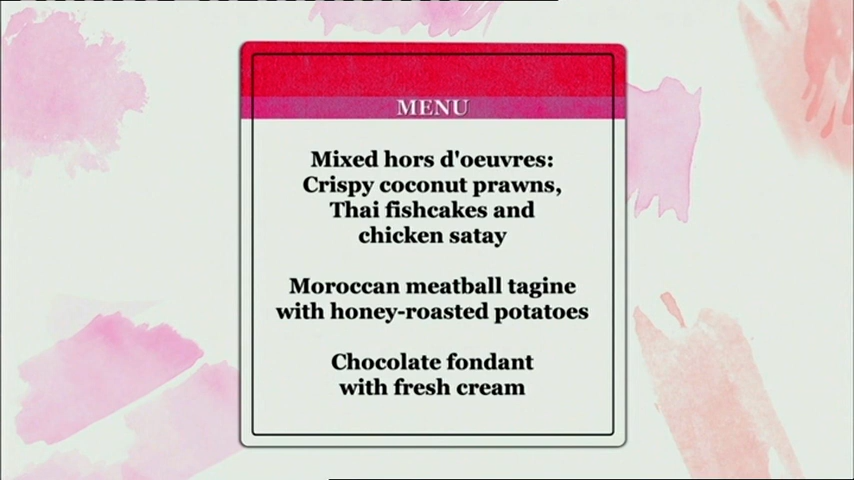 MENU
Mixed hors d'oeuvres:
Crispy coconut prawns,
Thai fishcakes and
chicken satay
Moroccan meatball tagine
with honey-roasted potatoes
Chocolate fondant
with fresh cream